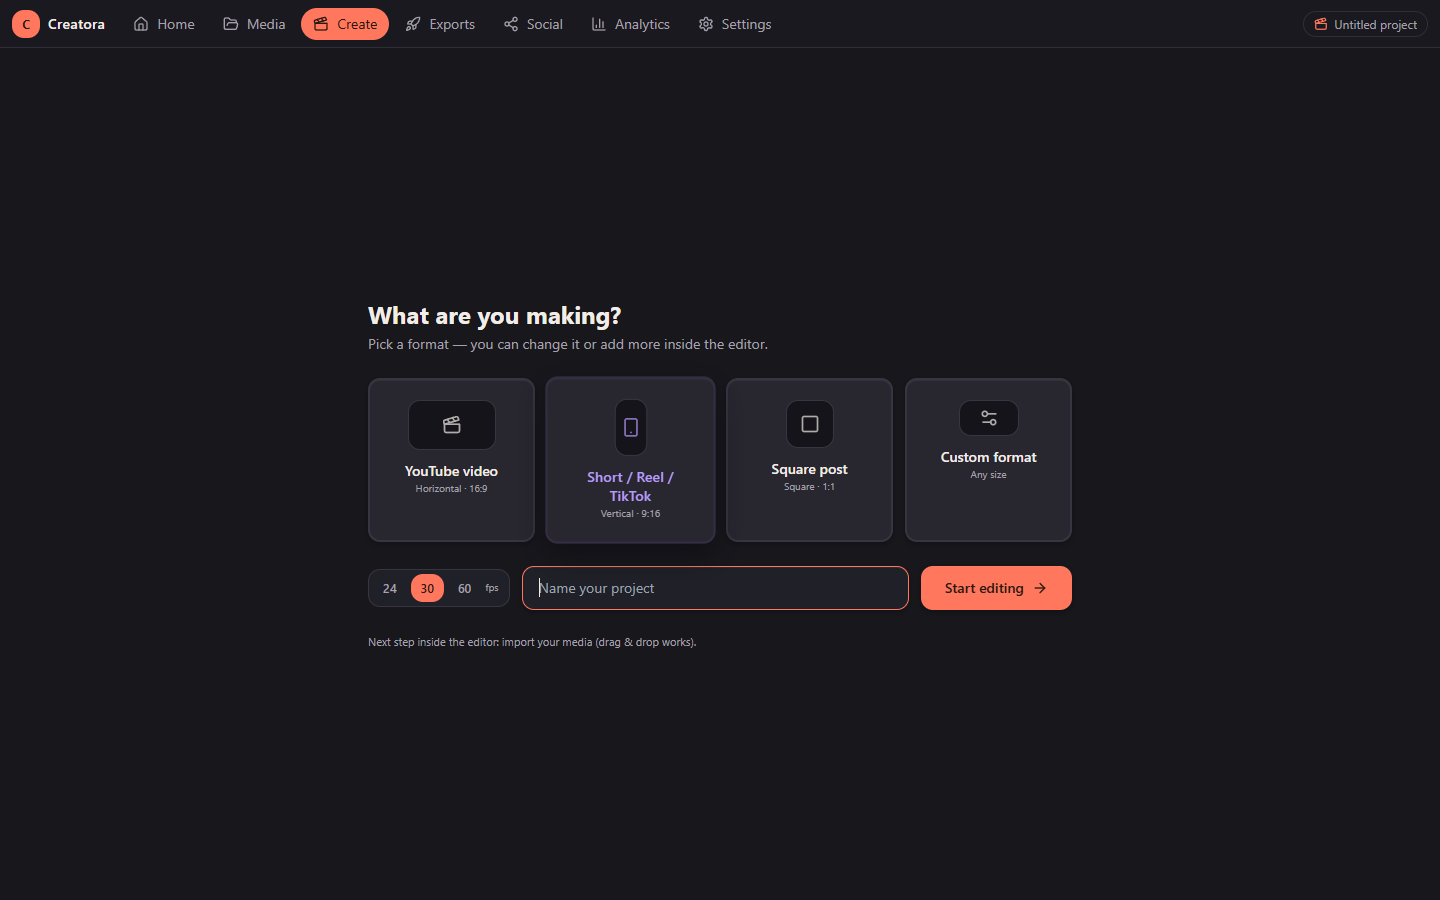 C Creatora Home Media Create Exports Social Analytics Settings Untitled project
What are you making?
Pick a format — you can change it or add more inside the editor.
YouTube video
Horizontal · 16:9
Short / Reel /
TikTok
Vertical · 9:16
Square post
Square · 1:1
Custom format
Any size
24 30 60 fps
Name your project
Start editing
Next step inside the editor: import your media (drag & drop works).